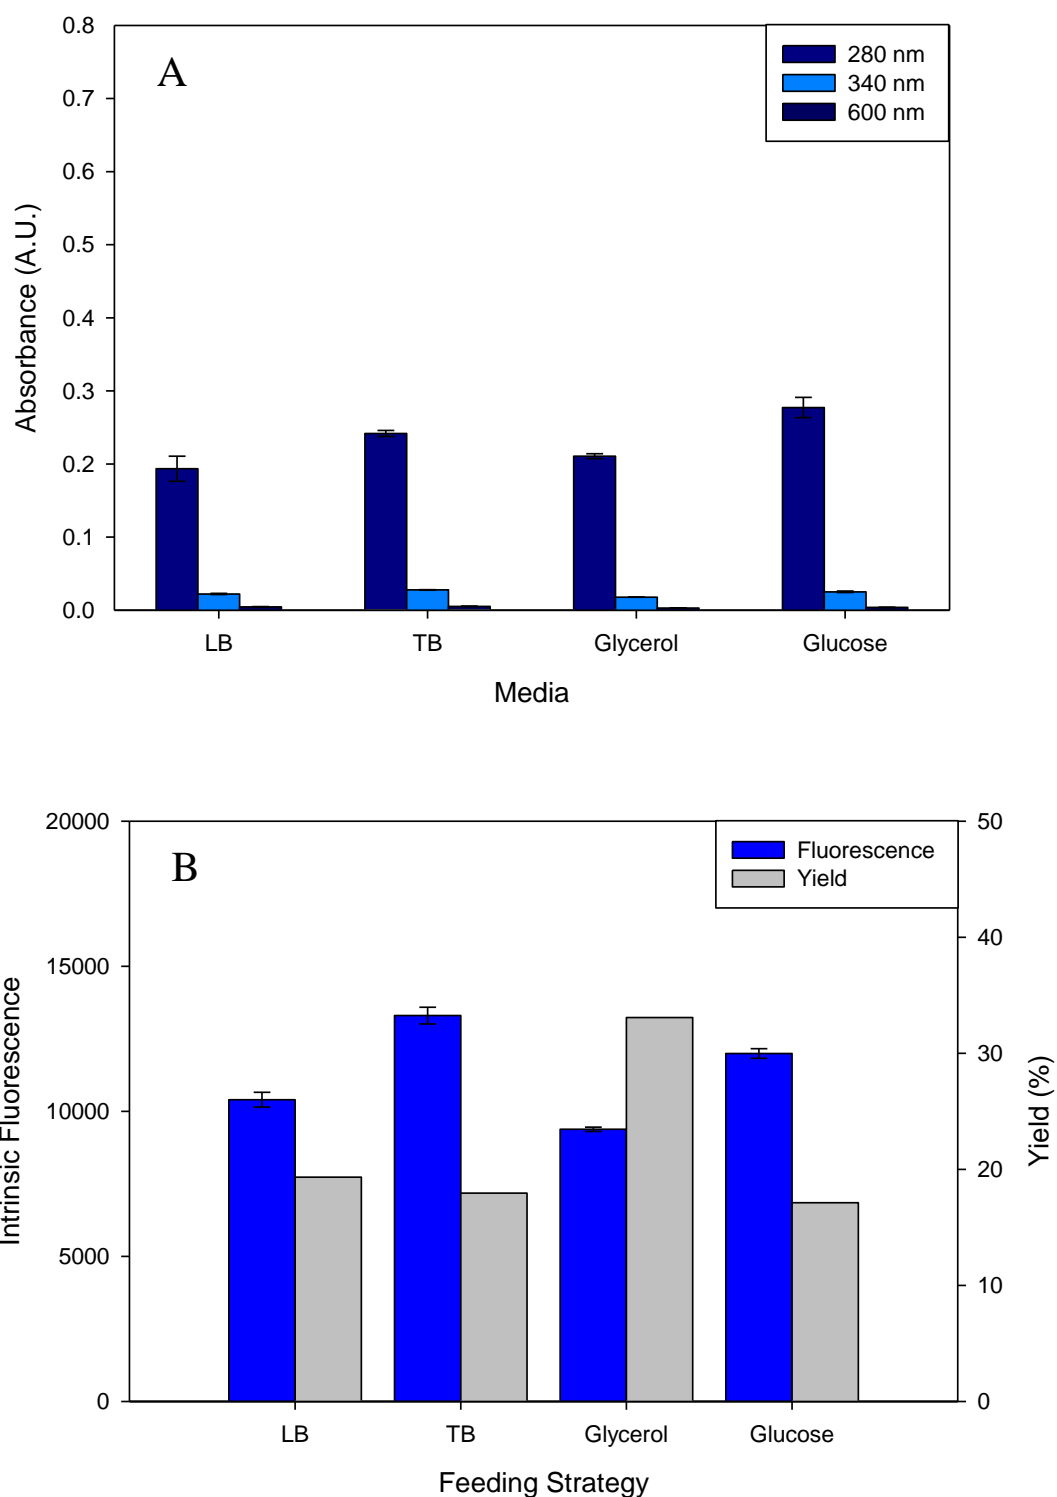 A
280 nm
340 nm
600 nm
0.8
0.7
0.6
0.5
0.4
0.3
0.2
0.1
0.0
Absorbance (A.U.)
LB TB Glycerol Glucose
Media
B
Fluorescence
Yield
20000
15000
10000
5000
0
Intrinsic Fluorescence
50
40
30
20
10
0
Yield (%)
LB TB Glycerol Glucose
Feeding Strategy